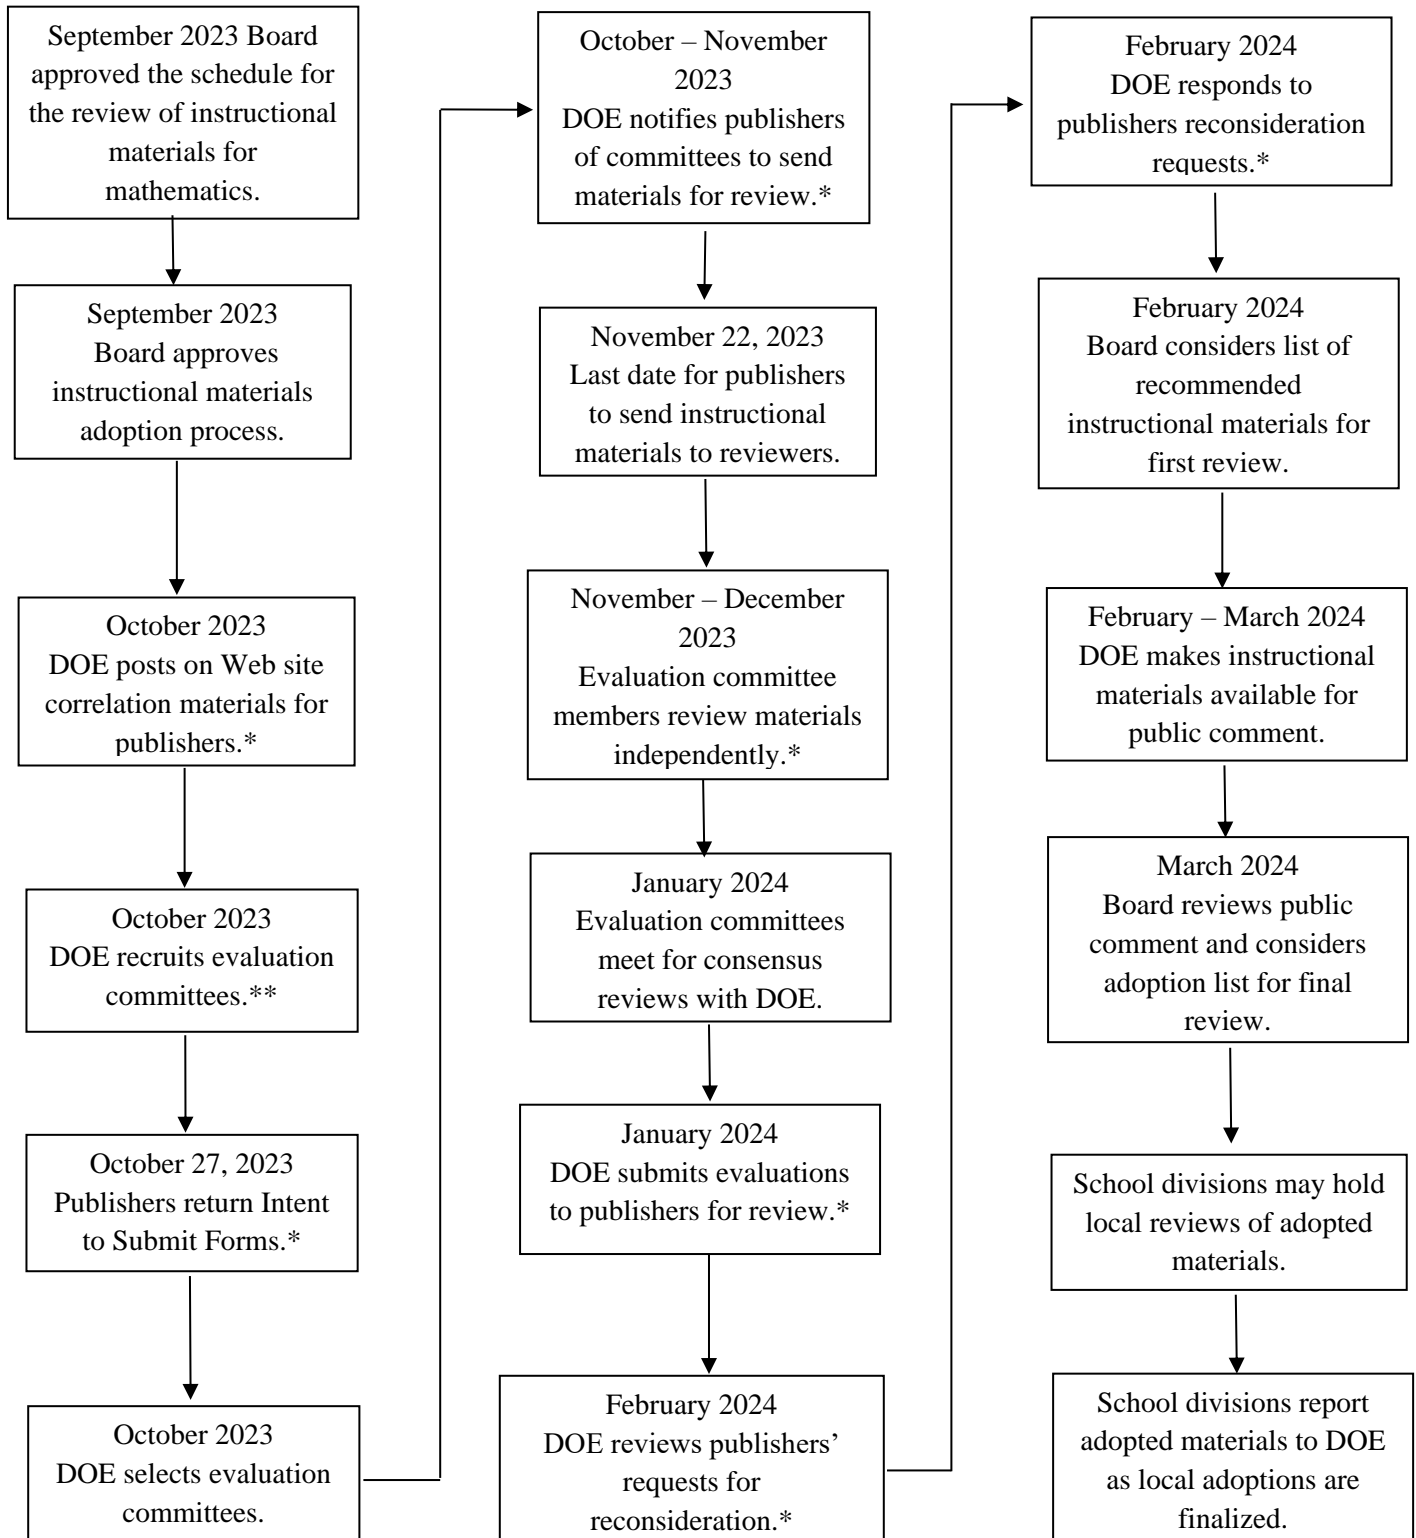 September 2023 Board
approved the schedule for
the review of instructional
materials for
mathematics.
September 2023
Board approves
instructional materials
adoption process.
October 2023
DOE posts on Web site
correlation materials for
publishers.*
October 2023
DOE recruits evaluation
committees.**
October 27, 2023
Publishers return Intent
to Submit Forms.*
October 2023
DOE selects evaluation
committees.
October – November
2023
DOE notifies publishers
of committees to send
materials for review.*
November 22, 2023
Last date for publishers
to send instructional
materials to reviewers.
November – December
2023
Evaluation committee
members review materials
independently.*
January 2024
Evaluation committees
meet for consensus
reviews with DOE.
January 2024
DOE submits evaluations
to publishers for review.*
February 2024
DOE reviews publishers’
requests for
reconsideration.*
February 2024
DOE responds to
publishers reconsideration
requests.*
February 2024
Board considers list of
recommended
instructional materials for
first review.
February – March 2024
DOE makes instructional
materials available for
public comment.
March 2024
Board reviews public
comment and considers
adoption list for final
review.
School divisions may hold
local reviews of adopted
materials.
School divisions report
adopted materials to DOE
as local adoptions are
finalized.